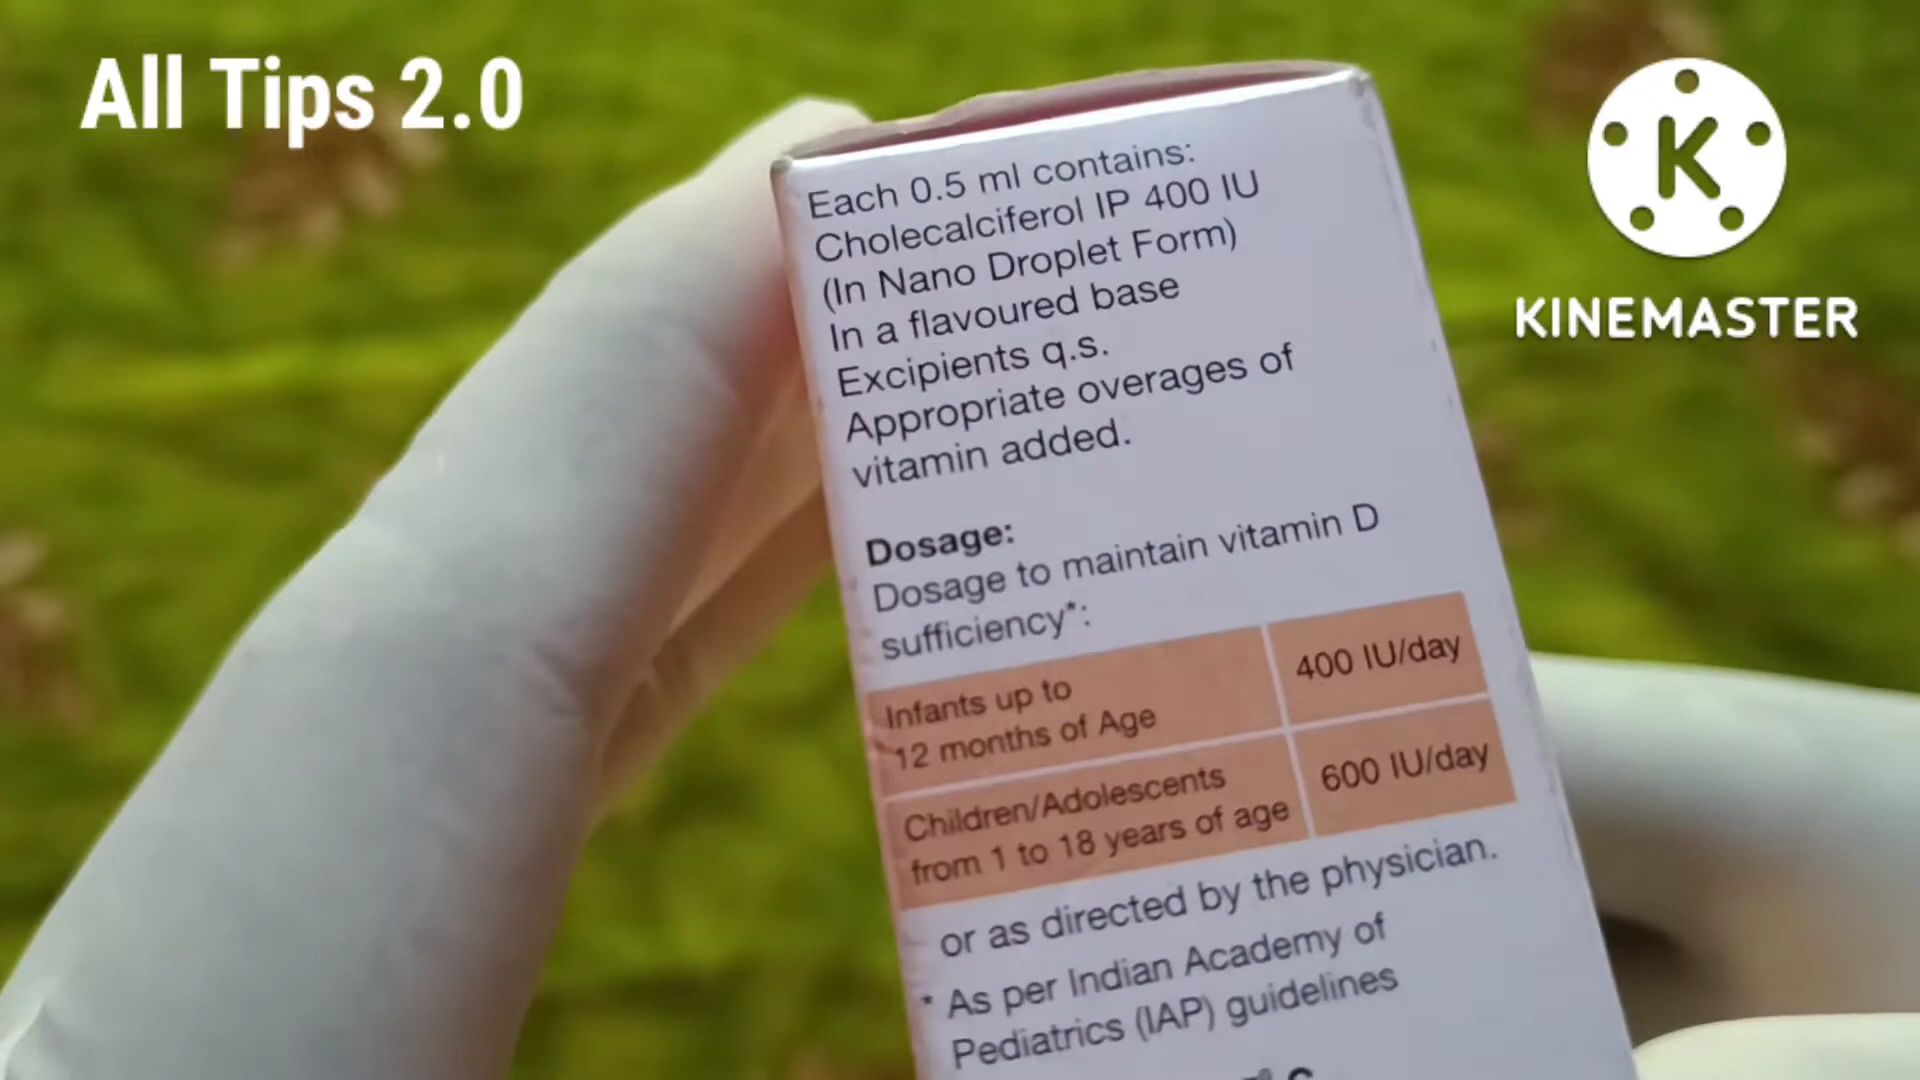 All Tips 2.0
K
KINEMASTER
Each 0.5 ml contains:
Cholecalciferol IP 400 IU
(In Nano Droplet Form)
In a flavoured base
Excipients q.s.
Appropriate overages of
vitamin added.
Dosage:
Dosage to maintain vitamin D
sufficiency*:
Infants up to
12 months of Age
400 IU/day
Children/Adolescents
from 1 to 18 years of age
600 IU/day
or as directed by the physician.
* As per Indian Academy of
Pediatrics (IAP) guidelines